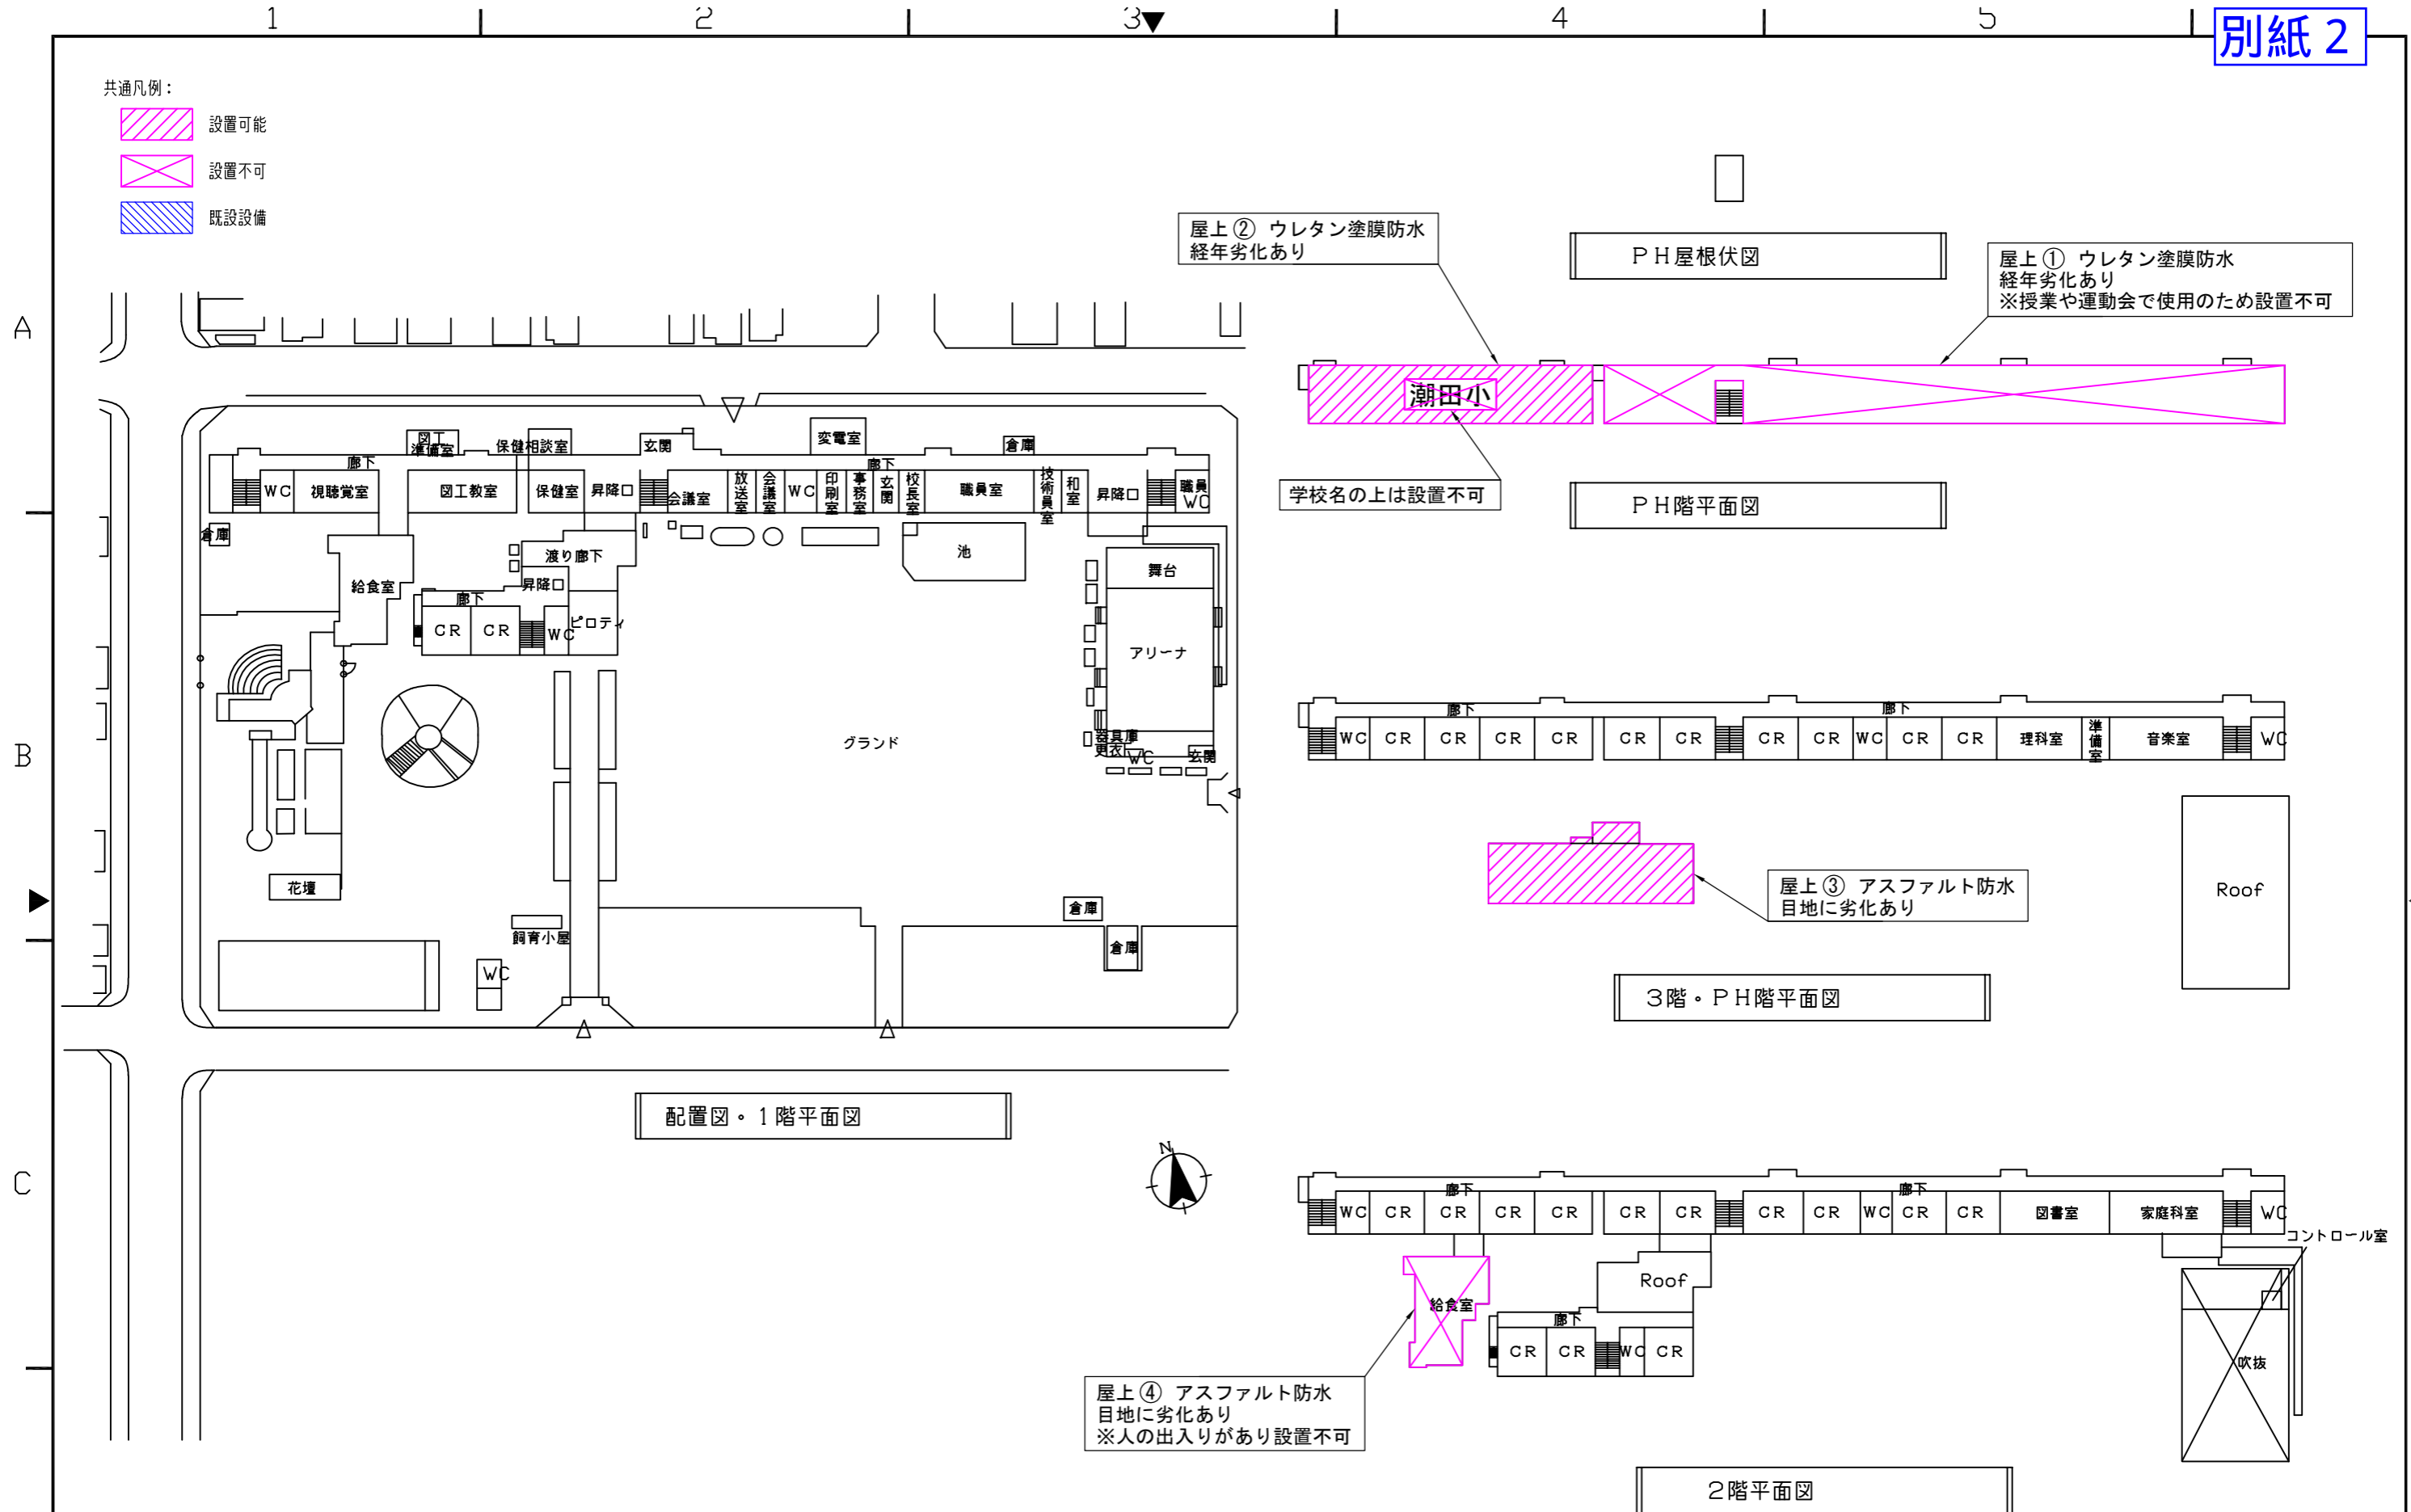 1
2
3
4
5
別紙２
共通凡例：
設置可能
設置不可
既設設備
A
B
C
屋上② ウレタン塗膜防水
経年劣化あり
ＰＨ屋根伏図
屋上① ウレタン塗膜防水
経年劣化あり
※授業や運動会で使用のため設置不可
潮田小
学校名の上は設置不可
ＰＨ階平面図
図工
準備室
保健相談室
玄関
変電室
倉庫
廊下
廊下
WC
視聴覚室
図工教室
保健室
昇降口
会議室
放送室
会議室
WC
印刷室
事務室
玄関
校長室
職員室
技術員室
和室
昇降口
職員
WC
倉庫
渡り廊下
池
舞台
給食室
昇降口
廊下
CR
CR
WC
ピロティ
アリーナ
グランド
器具庫
更衣
WC
玄関
花壇
飼育小屋
倉庫
倉庫
WC
配置図・１階平面図
N
廊下
廊下
WC
CR
CR
CR
CR
CR
CR
CR
CR
WC
CR
CR
理科室
準備室
音楽室
WC
屋上③ アスファルト防水
目地に劣化あり
Roof
３階・ＰＨ階平面図
廊下
廊下
WC
CR
CR
CR
CR
CR
CR
CR
CR
WC
CR
CR
図書室
家庭科室
WC
コントロール室
Roof
給食室
廊下
CR
CR
WC
CR
吹抜
屋上④ アスファルト防水
目地に劣化あり
※人の出入りがあり設置不可
２階平面図